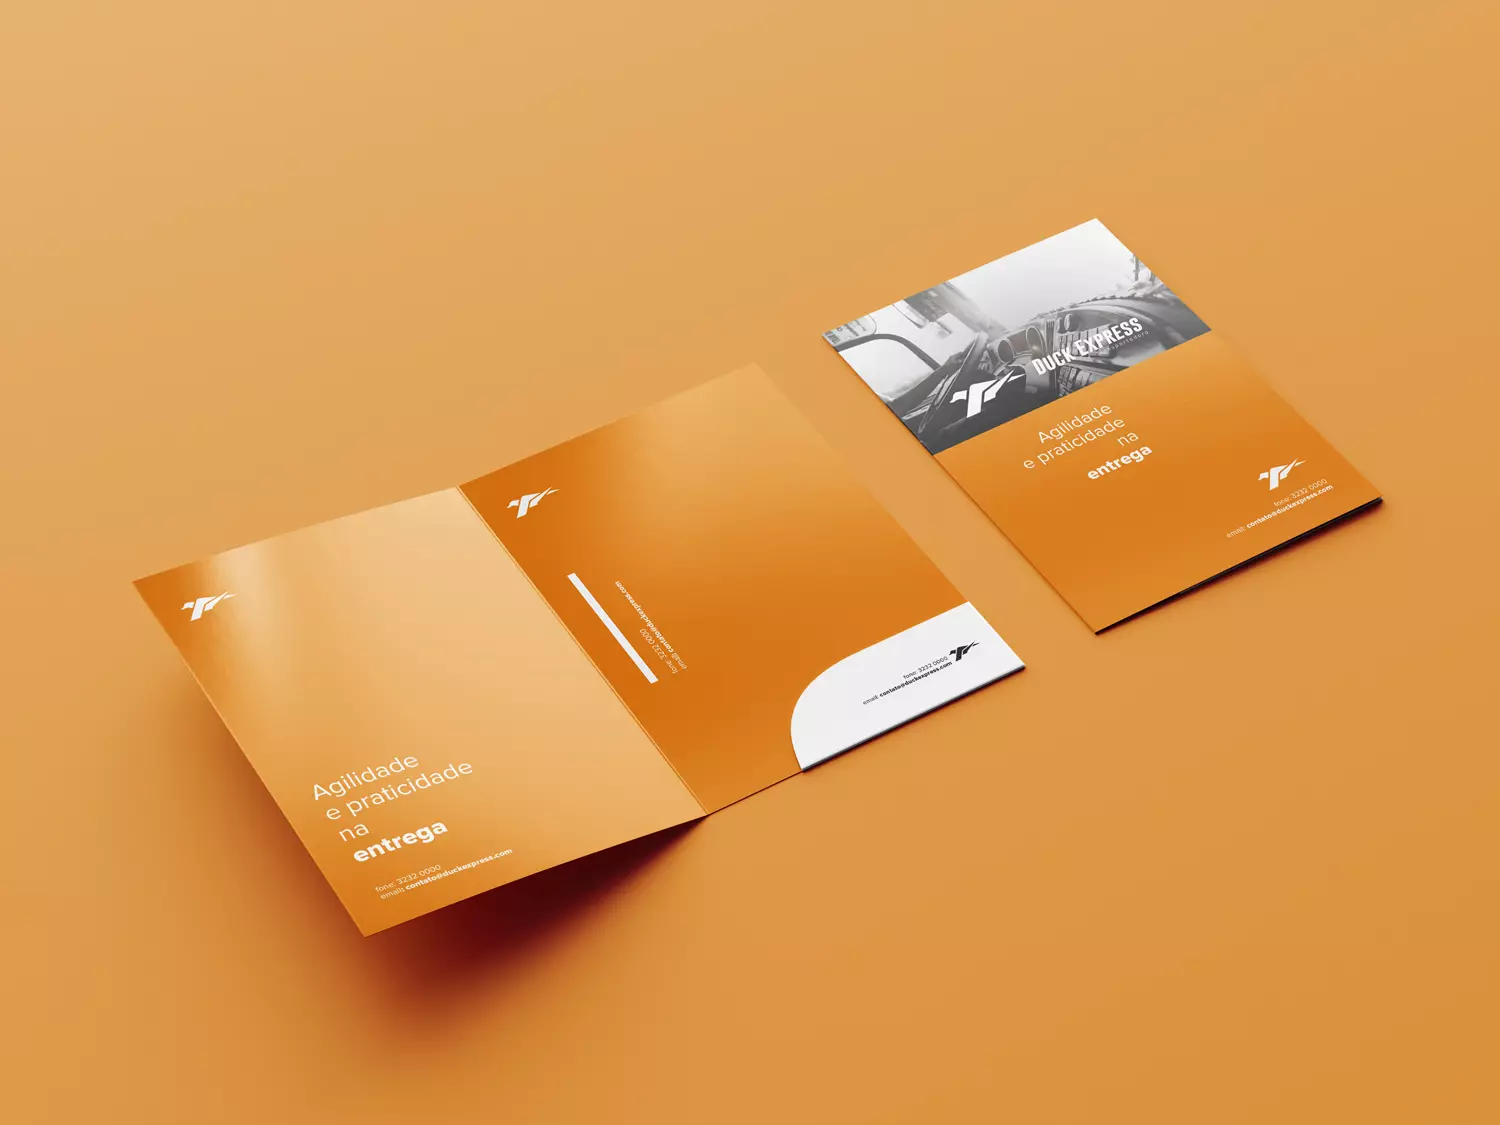 Agilidade
e praticidade
na
entrega
fone: 3232 0000
email: contato@duckexpress.com
fone: 3232 0000
email: contato@duckexpress.com
fone: 3232 0000
email: contato@duckexpress.com
DUCK EXPRESS
Agilidade
e praticidade
na
entrega
fone: 3232 0000
email: contato@duckexpress.com